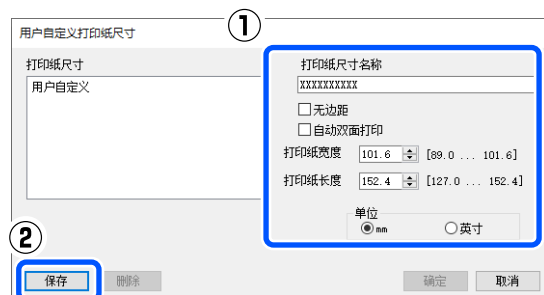 ①
用户自定义打印纸尺寸
打印纸尺寸
用户自定义
打印纸尺寸名称
XXXXXXXXXX
无边距
自动双面打印
打印纸宽度 101.6 [89.0 ... 101.6]
打印纸长度 152.4 [127.0 ... 152.4]
单位
mm 英寸
②
保存 删除 确定 取消